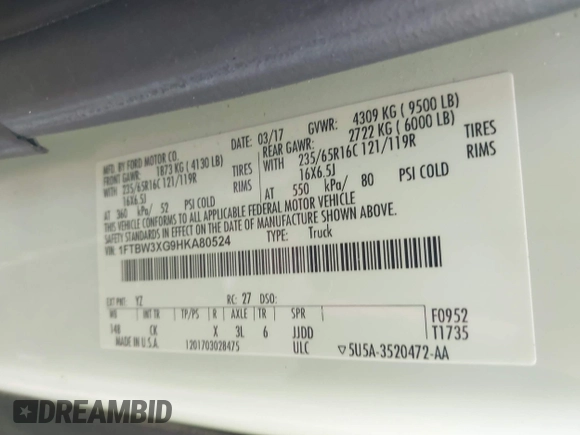 MFG. BY FORD MOTOR CO.
DATE: 03/17
GVWR: 4309 KG ( 9500 LB)
FRONT GAWR: 1873 KG ( 4130 LB)
REAR GAWR: 2722 KG ( 6000 LB)
WITH 235/65R16C 121/119R TIRES
WITH 235/65R16C 121/119R TIRES
16X6.5J RIMS
16X6.5J RIMS
AT 360 kPa/ 52 PSI COLD
AT 550 kPa/ 80 PSI COLD
THIS VEHICLE CONFORMS TO ALL APPLICABLE FEDERAL MOTOR VEHICLE
SAFETY STANDARDS IN EFFECT ON THE DATE OF MANUFACTURE SHOWN ABOVE.
VIN: 1FTBW3XG9HKA80524
TYPE: Truck
EXT PNT: YZ RC: 27 DSO:
WB INT TR TP/PS R AXLE TR SPR
148 CK X 3L 6 JJDD
F0952
T1735
MADE IN U.S.A. 1201703028475 ULC
▽5U5A-3520472-AA
DREAMBID